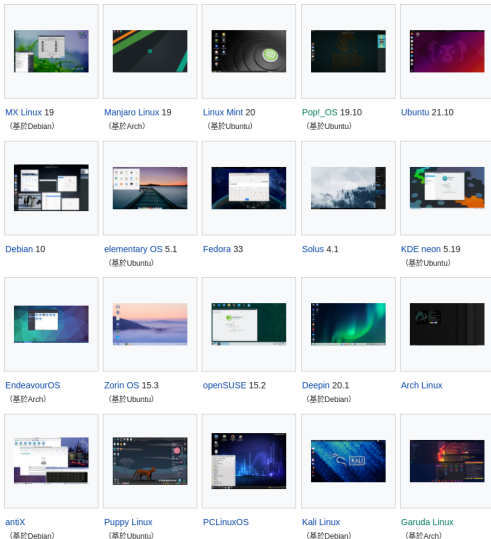 MX Linux 19
（基於Debian）
Manjaro Linux 19
（基於Arch）
Linux Mint 20
（基於Ubuntu）
Pop!_OS 19.10
（基於Ubuntu）
Ubuntu 21.10
Debian 10
elementary OS 5.1
（基於Ubuntu）
Fedora 33
Solus 4.1
KDE neon 5.19
（基於Ubuntu）
EndeavourOS
（基於Arch）
Zorin OS 15.3
（基於Ubuntu）
openSUSE 15.2
Deepin 20.1
（基於Debian）
Arch Linux
KALI
antiX
（基於Debian）
Puppy Linux
（基於Ubuntu）
PCLinuxOS
Kali Linux
（基於Debian）
Garuda Linux
（基於Arch）